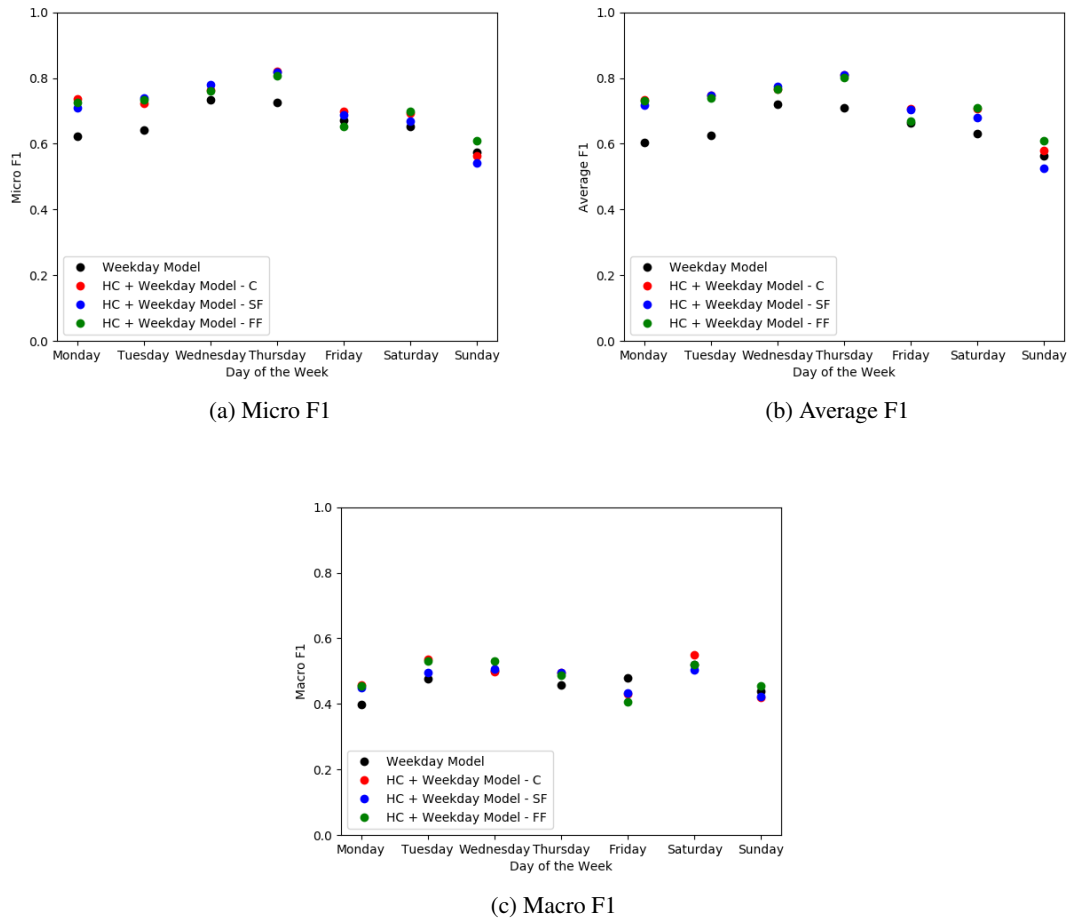 1.0
0.8
0.6
0.4
0.2
0.0
Micro F1
Weekday Model
HC + Weekday Model - C
HC + Weekday Model - SF
HC + Weekday Model - FF
Monday Tuesday Wednesday Thursday Friday Saturday Sunday
Day of the Week
(a) Micro F1
1.0
0.8
0.6
0.4
0.2
0.0
Average F1
Weekday Model
HC + Weekday Model - C
HC + Weekday Model - SF
HC + Weekday Model - FF
Monday Tuesday Wednesday Thursday Friday Saturday Sunday
Day of the Week
(b) Average F1
1.0
0.8
0.6
0.4
0.2
0.0
Macro F1
Weekday Model
HC + Weekday Model - C
HC + Weekday Model - SF
HC + Weekday Model - FF
Monday Tuesday Wednesday Thursday Friday Saturday Sunday
Day of the Week
(c) Macro F1